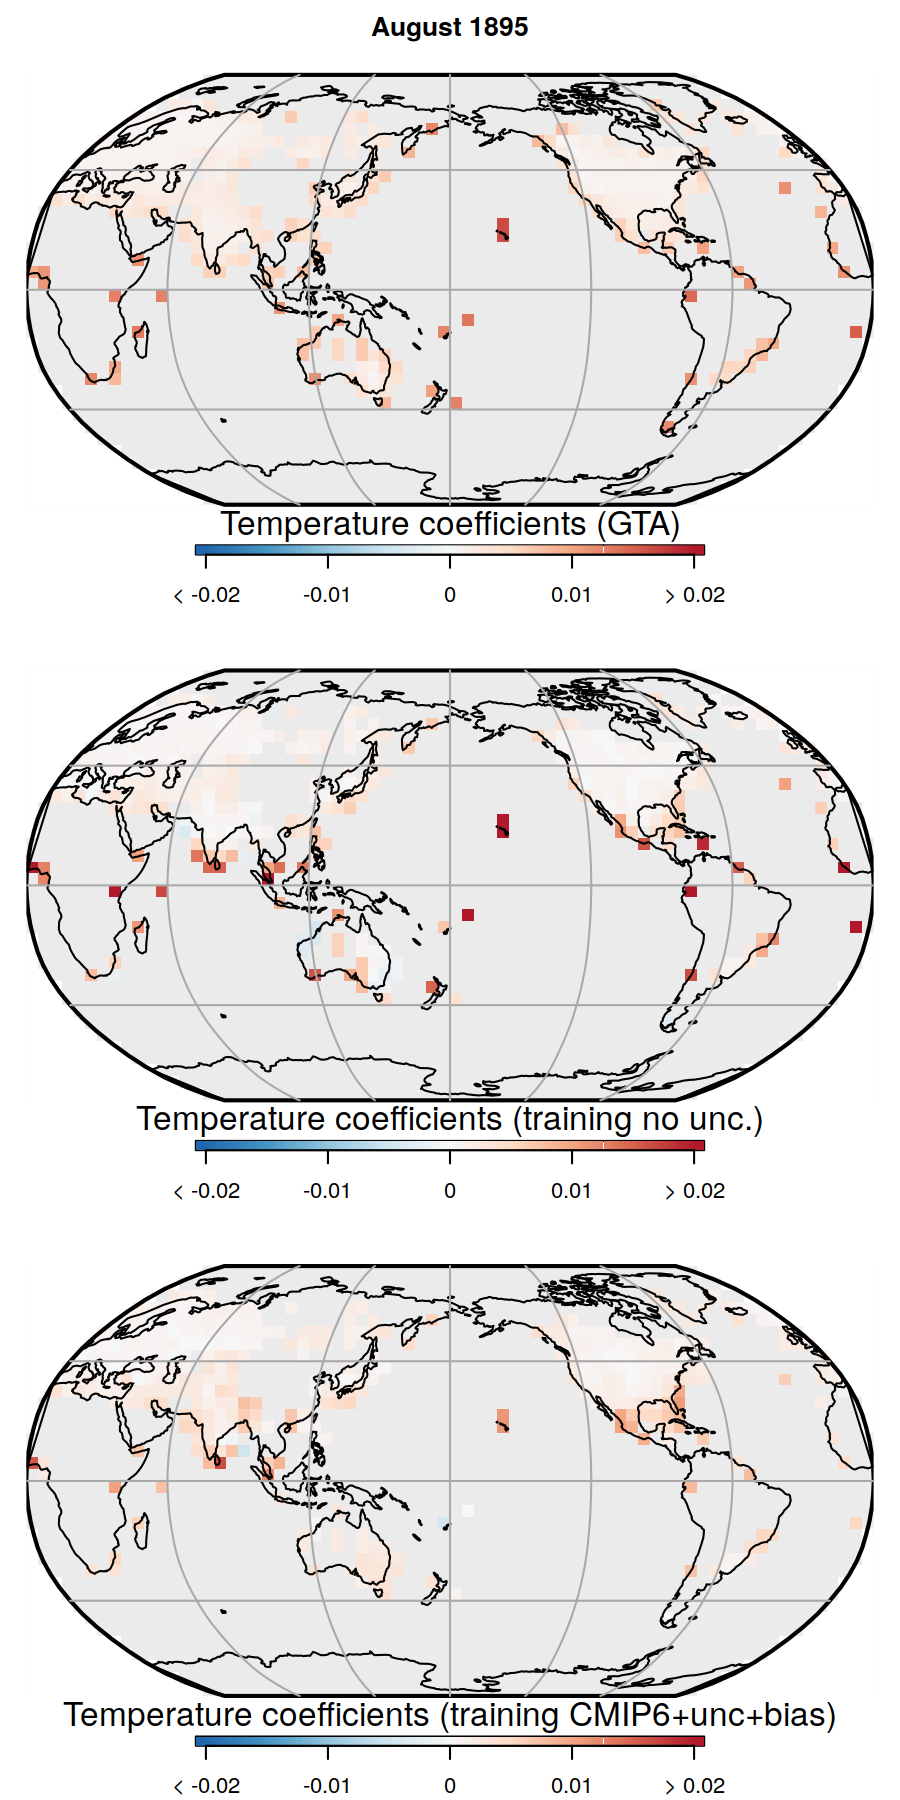 August 1895
Temperature coefficients (GTA)
< -0.02 -0.01 0 0.01 > 0.02
Temperature coefficients (training no unc.)
< -0.02 -0.01 0 0.01 > 0.02
Temperature coefficients (training CMIP6+unc+bias)
< -0.02 -0.01 0 0.01 > 0.02